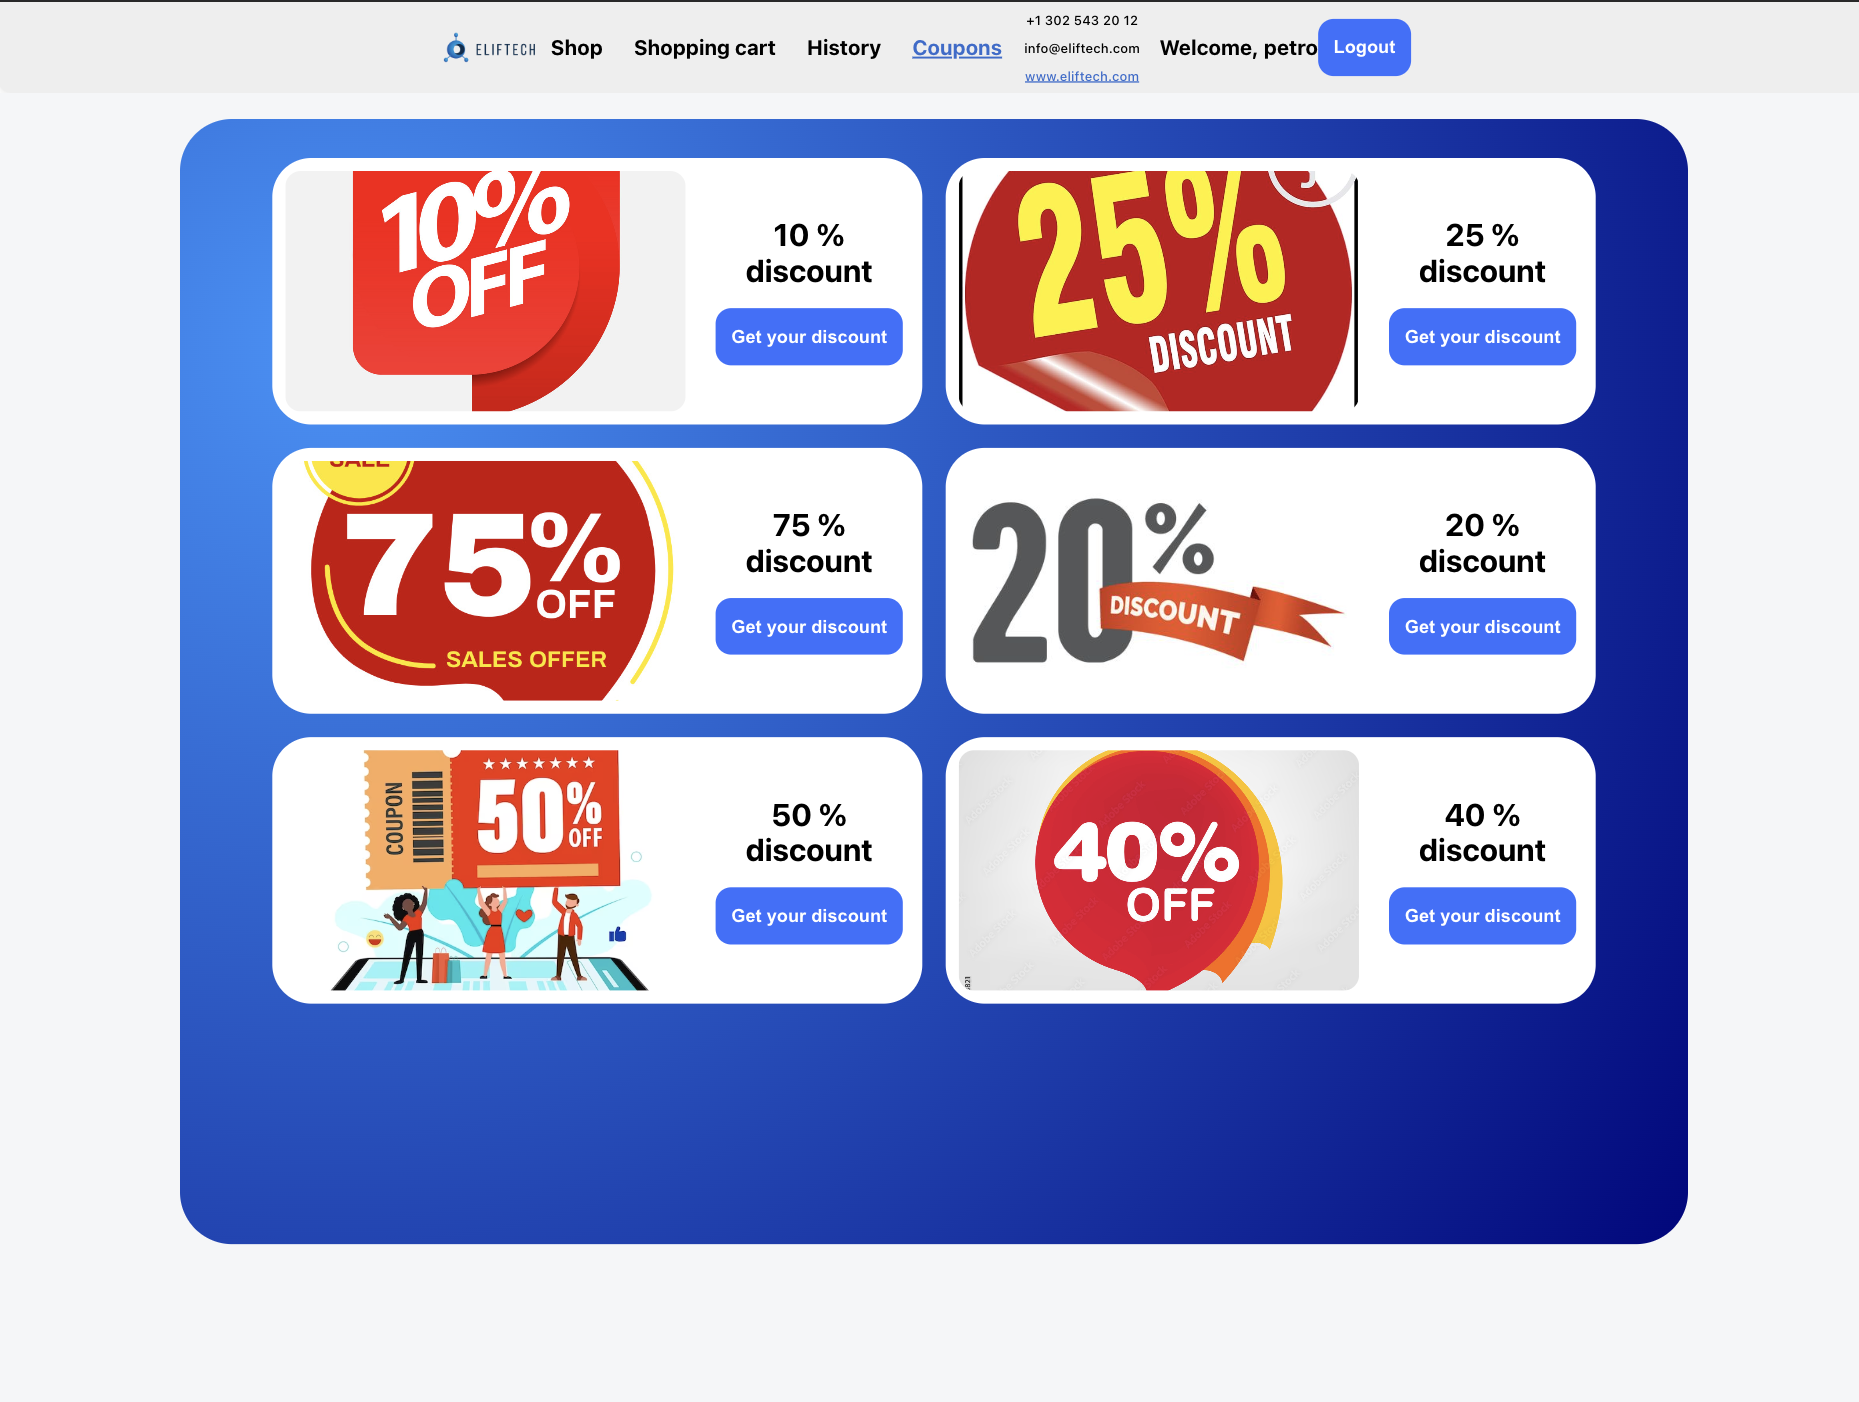 ELIFTECH
Shop
Shopping cart
History
Coupons
+1 302 543 20 12
info@eliftech.com
www.eliftech.com
Welcome, petro
Logout
10%
OFF
10 %
discount
Get your discount
25%
DISCOUNT
25 %
discount
Get your discount
SALE
75%
OFF
SALES OFFER
75 %
discount
Get your discount
20%
DISCOUNT
20 %
discount
Get your discount
COUPON
50%
OFF
50 %
discount
Get your discount
40%
OFF
40 %
discount
Get your discount